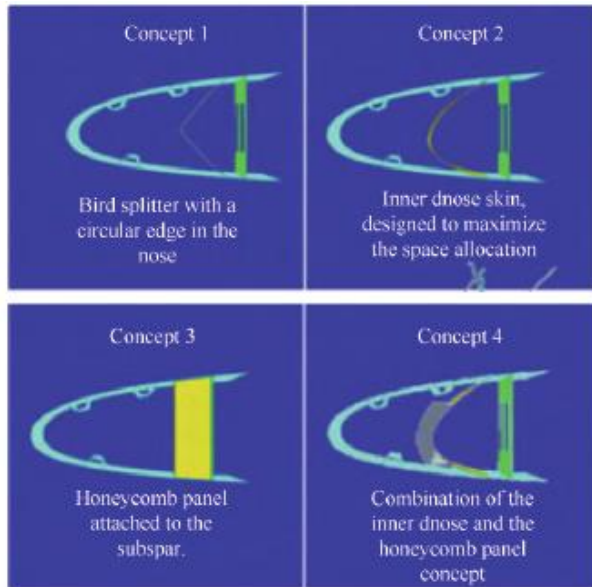 Concept 1
Bird splitter with a
circular edge in the
nose
Concept 2
Inner dnose skin,
designed to maximize
the space allocation
Concept 3
Honeycomb panel
attached to the
subspar.
Concept 4
Combination of the
inner dnose and the
honeycomb panel
concept